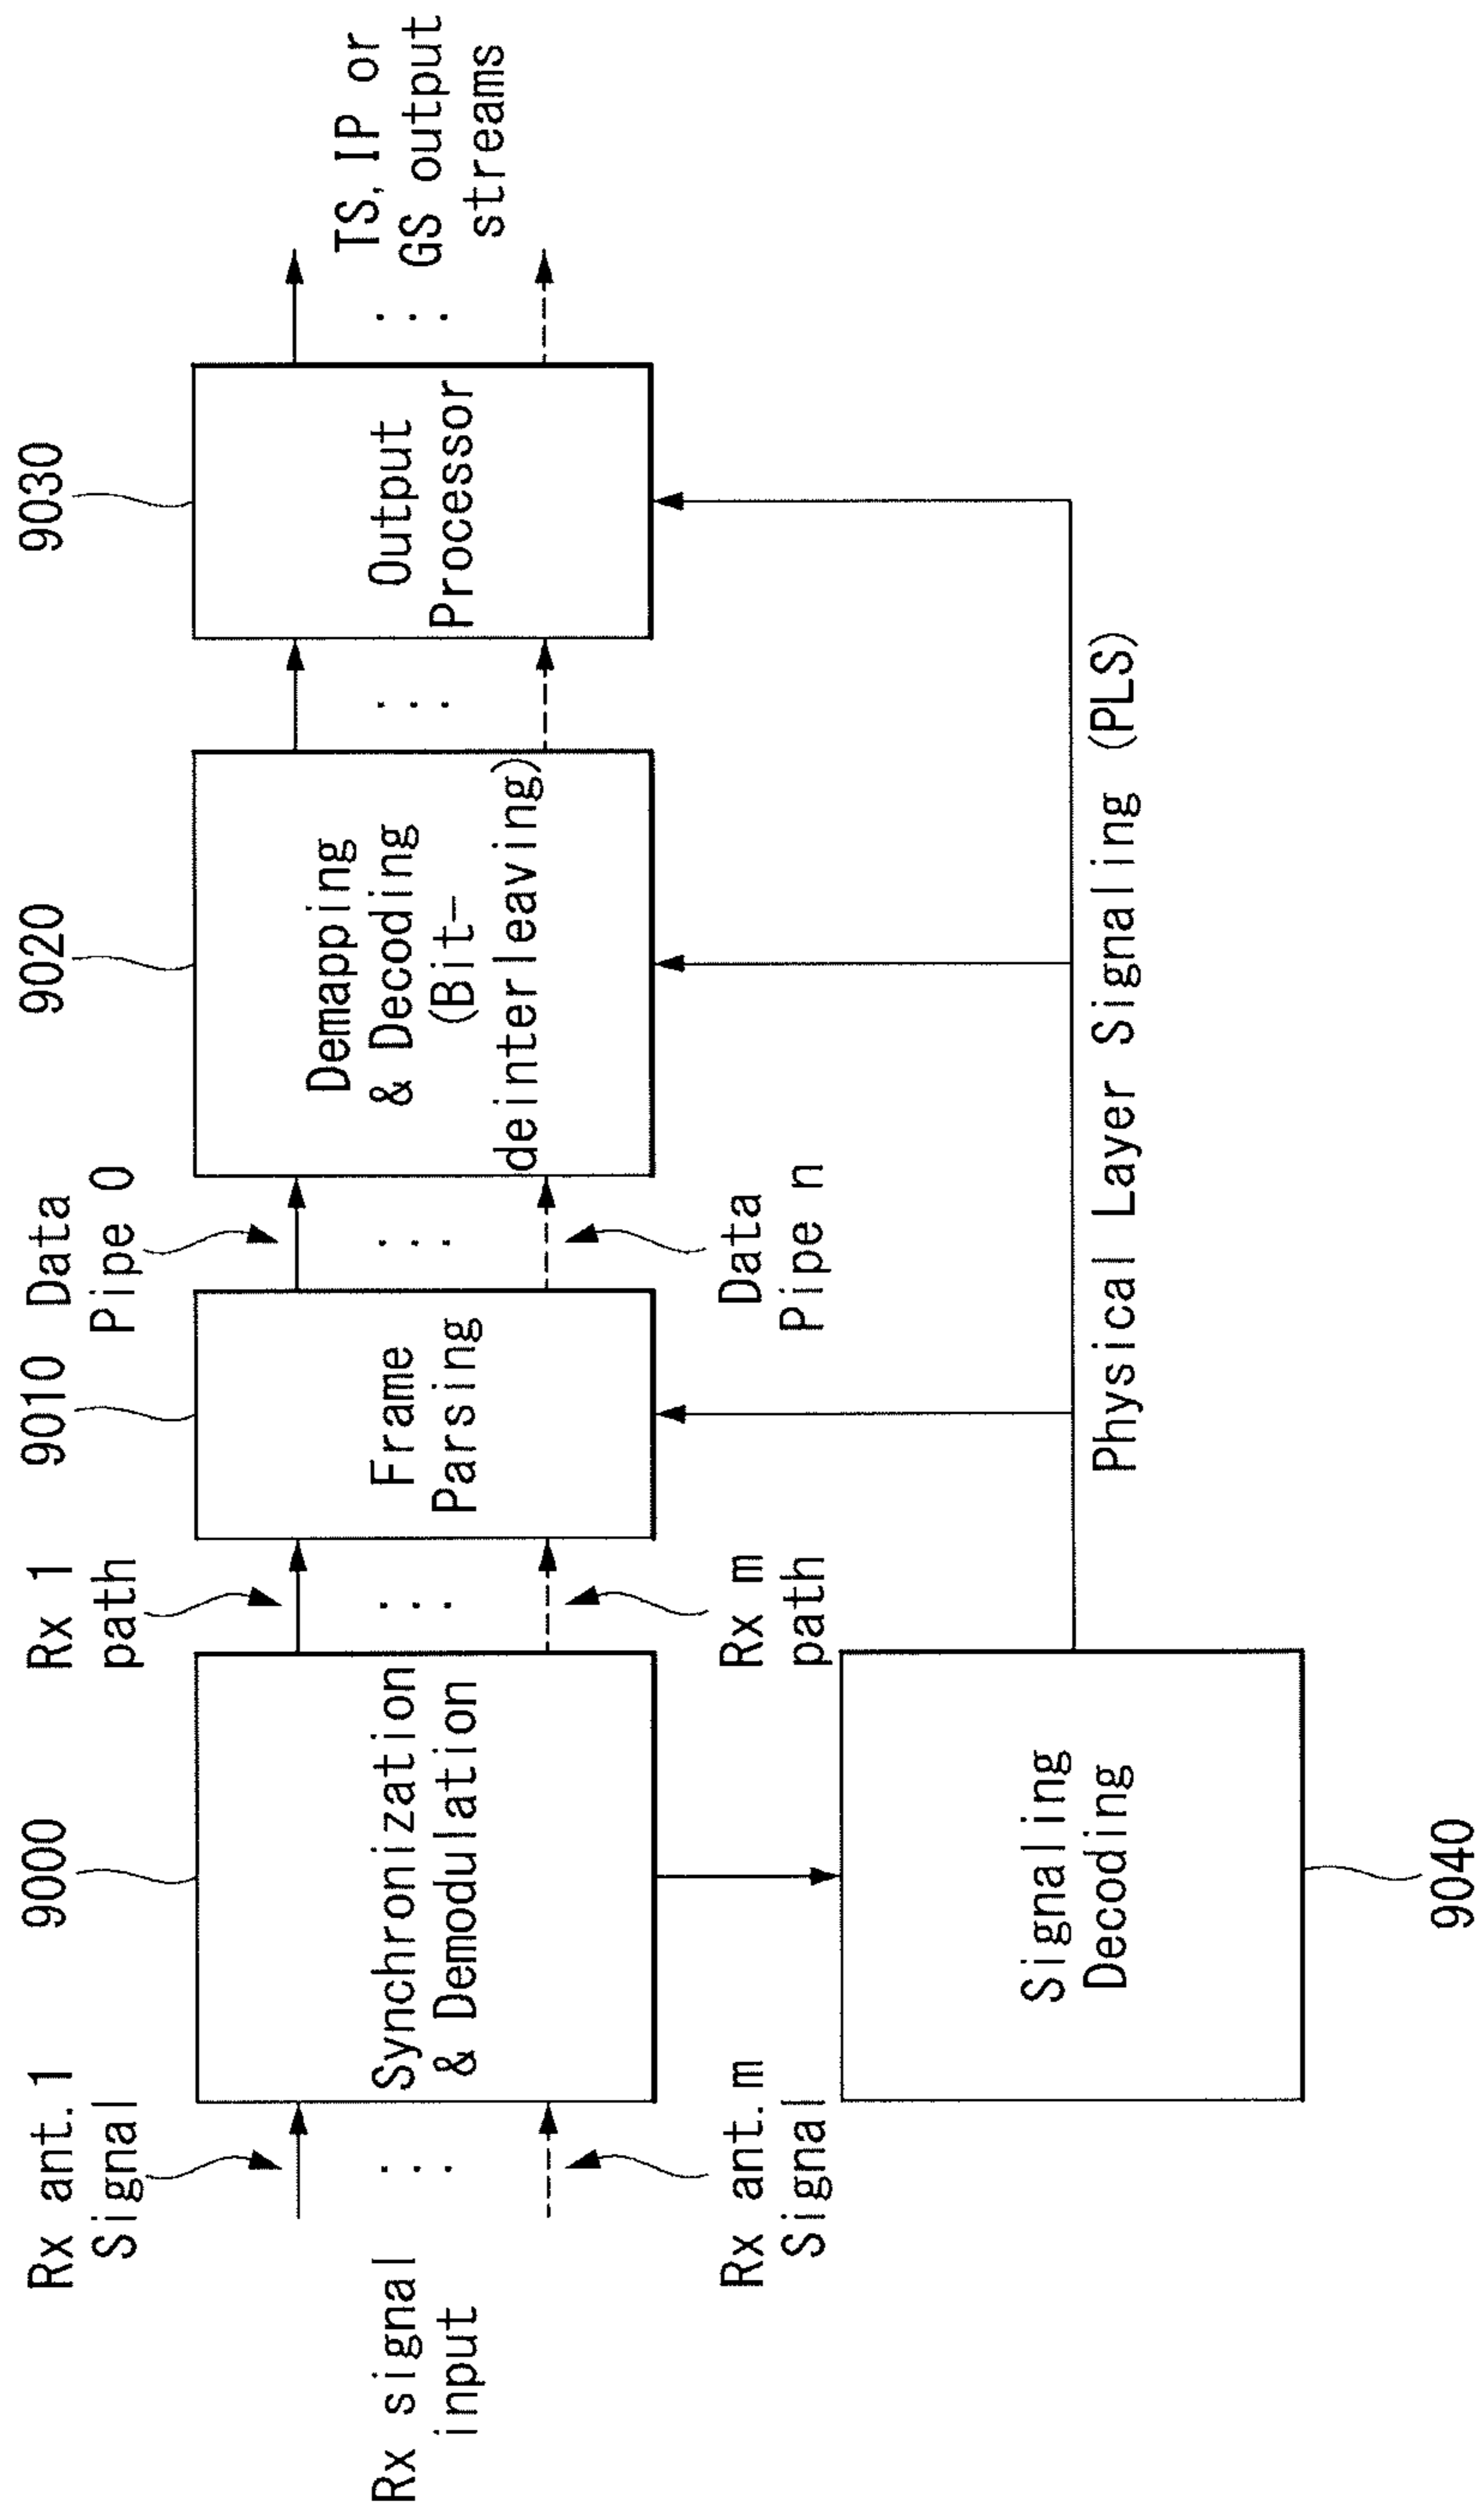 Rx signal
input
Rx ant.1
Signal
Rx ant.m
Signal
9000
Synchronization
& Demodulation
Rx 1
path
Rx m
path
9010
Frame
Parsing
Data
Pipe 0
Data
Pipe n
9020
Demapping
& Decoding
(Bit-
deinterleaving)
9030
Output
Processor
TS, IP or
GS output
streams
Signaling
Decoding
9040
Physical Layer Signaling (PLS)